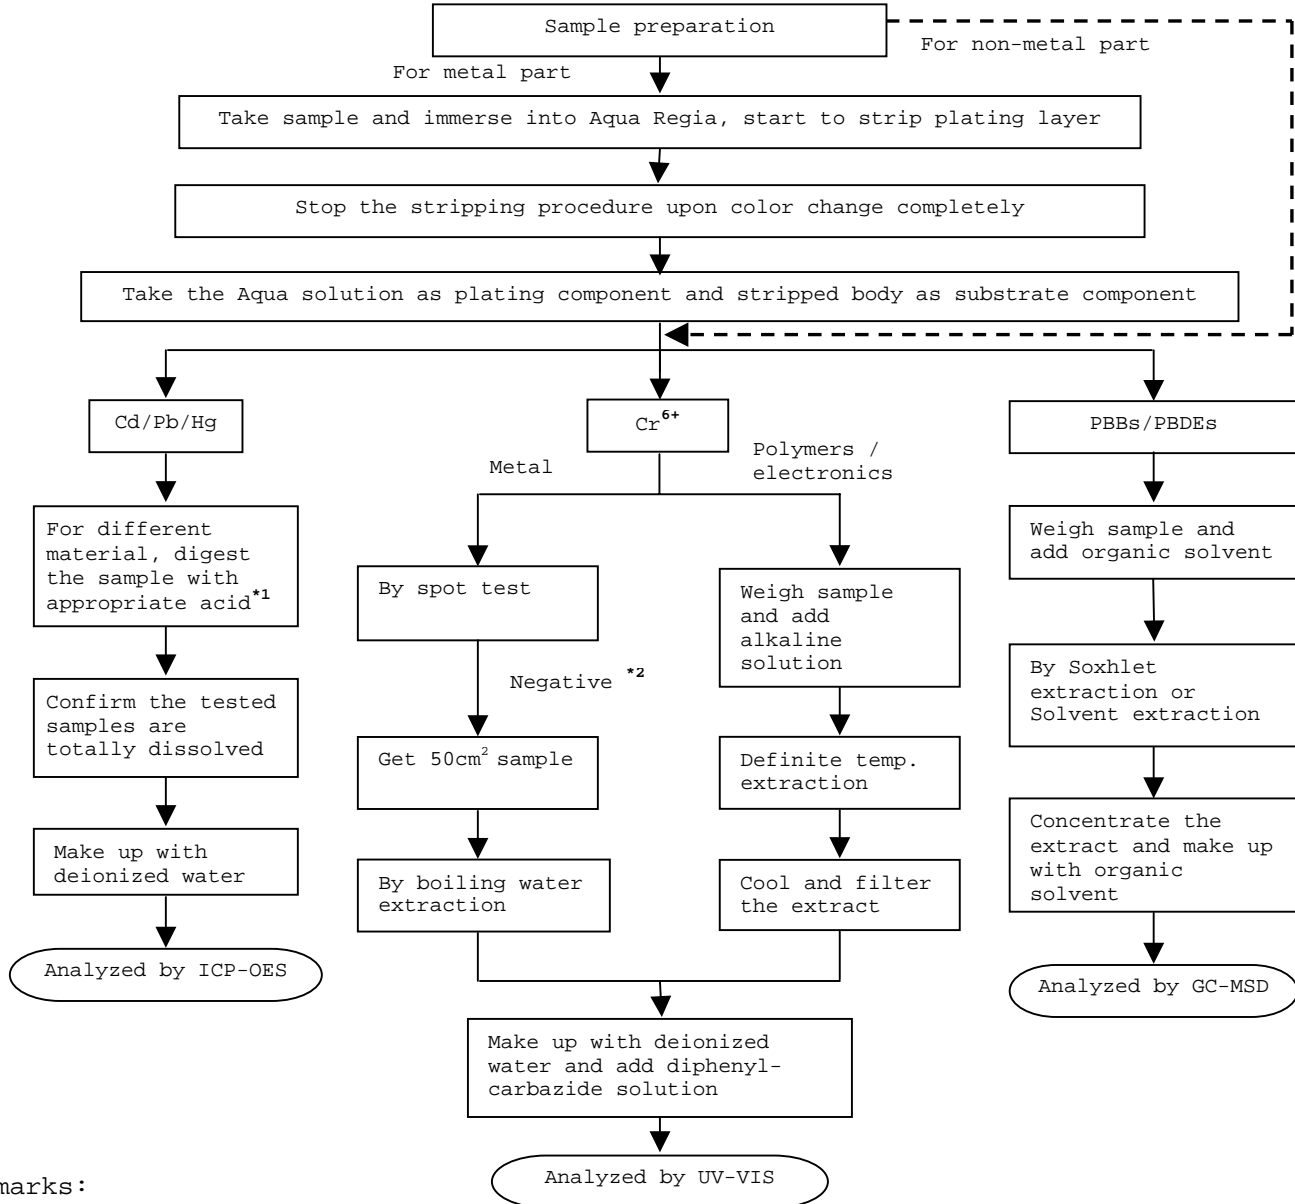 Sample preparation
For non-metal part
For metal part
Take sample and immerse into Aqua Regia, start to strip plating layer
Stop the stripping procedure upon color change completely
Take the Aqua solution as plating component and stripped body as substrate component
Cd/Pb/Hg
Cr6+
PBBs/PBDEs
Metal
Polymers /
electronics
For different
material, digest
the sample with
appropriate acid*1
Confirm the tested
samples are
totally dissolved
Make up with
deionized water
Analyzed by ICP-OES
By spot test
Negative *2
Get 50cm2 sample
By boiling water
extraction
Weigh sample
and add
alkaline
solution
Definite temp.
extraction
Cool and filter
the extract
Make up with deionized
water and add diphenyl-
carbazide solution
Analyzed by UV-VIS
Weigh sample and
add organic solvent
By Soxhlet
extraction or
Solvent extraction
Concentrate the
extract and make up
with organic
solvent
Analyzed by GC-MSD
marks: